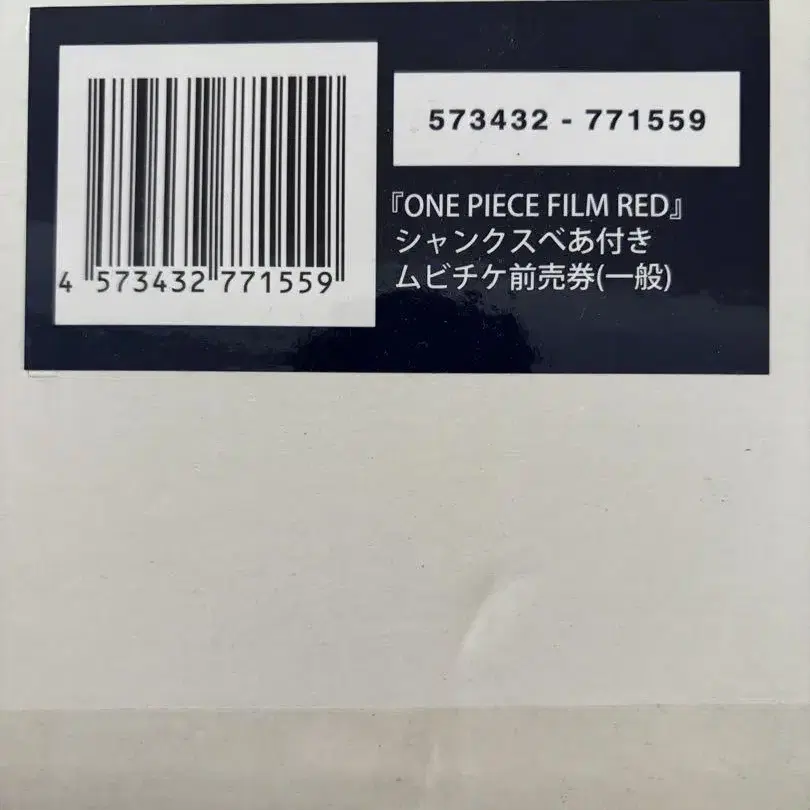 4 573432 771559
573432 - 771559
『ONE PIECE FILM RED』
シャンクスべあ付き
ムビチケ前売券(一般)